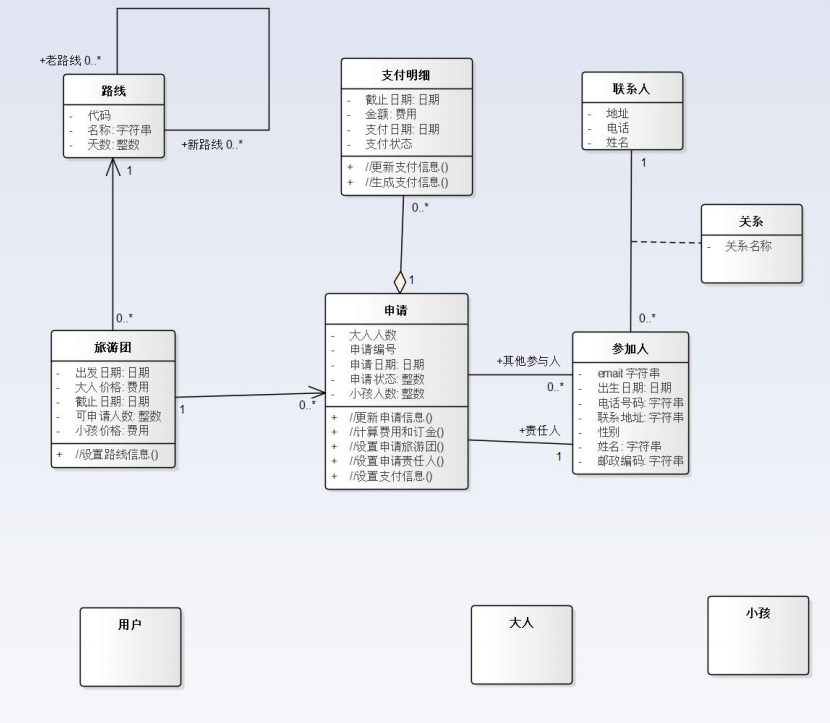 +老路线 0..*
路线
- 代码
- 名称: 字符串
- 天数: 整数
+新路线 0..*
1
支付明细
- 截止日期: 日期
- 金额: 费用
- 支付日期: 日期
- 支付状态
+ //更新支付信息()
+ //生成支付信息()
0..*
1
联系人
- 地址
- 电话
- 姓名
1
关系
- 关系名称
0..*
0..*
旅游团
- 出发日期: 日期
- 大人价格: 费用
- 截止日期: 日期
- 可申请人数: 整数
- 小孩价格: 费用
+ //设置路线信息()
1
0..*
申请
- 大人人数
- 申请编号
- 申请日期: 日期
- 申请状态: 整数
- 小孩人数: 整数
+ //更新申请信息()
+ //计算费用和订金()
+ //设置申请旅游团()
+ //设置申请责任人()
+ //设置支付信息()
+其他参与人
0..*
+责任人
1
参加人
- email 字符串
- 出生日期: 日期
- 电话号码: 字符串
- 联系地址: 字符串
- 性别
- 姓名: 字符串
- 邮政编码: 字符串
用户
大人
小孩